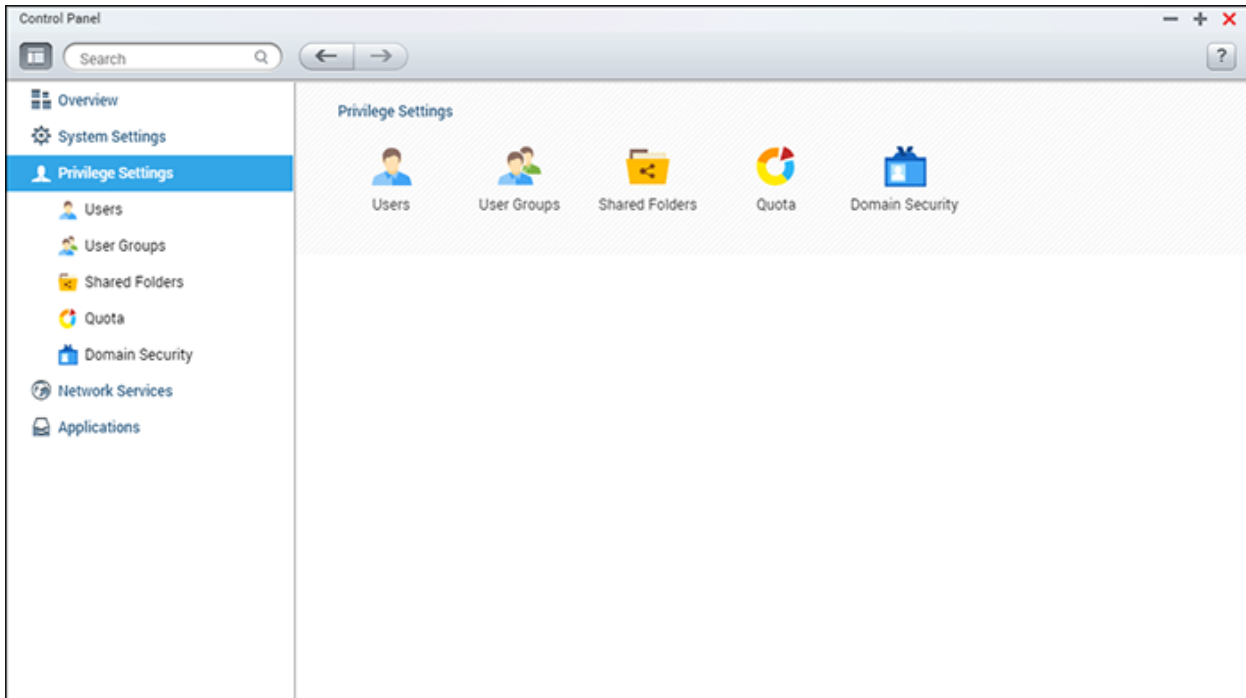 Control Panel
Search
?
Overview
System Settings
Privilege Settings
Users
User Groups
Shared Folders
Quota
Domain Security
Network Services
Applications
Privilege Settings
Users
User Groups
Shared Folders
Quota
Domain Security